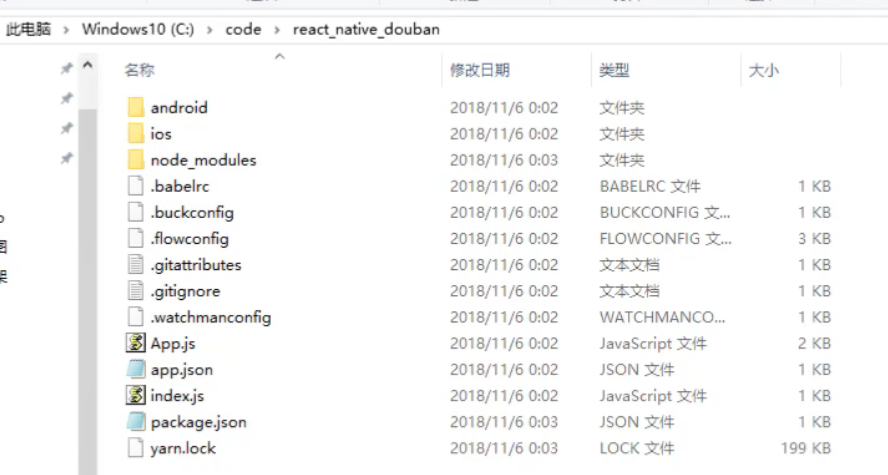 此电脑 > Windows10 (C:) > code > react_native_douban
名称 修改日期 类型 大小
android 2018/11/6 0:02 文件夹
ios 2018/11/6 0:02 文件夹
node_modules 2018/11/6 0:03 文件夹
.babelrc 2018/11/6 0:02 BABELRC 文件 1 KB
.buckconfig 2018/11/6 0:02 BUCKCONFIG 文... 1 KB
.flowconfig 2018/11/6 0:02 FLOWCONFIG 文... 3 KB
.gitattributes 2018/11/6 0:02 文本文档 1 KB
.gitignore 2018/11/6 0:02 文本文档 1 KB
.watchmanconfig 2018/11/6 0:02 WATCHMANCO... 1 KB
App.js 2018/11/6 0:02 JavaScript 文件 2 KB
app.json 2018/11/6 0:02 JSON 文件 1 KB
index.js 2018/11/6 0:02 JavaScript 文件 1 KB
package.json 2018/11/6 0:03 JSON 文件 1 KB
yarn.lock 2018/11/6 0:03 LOCK 文件 199 KB